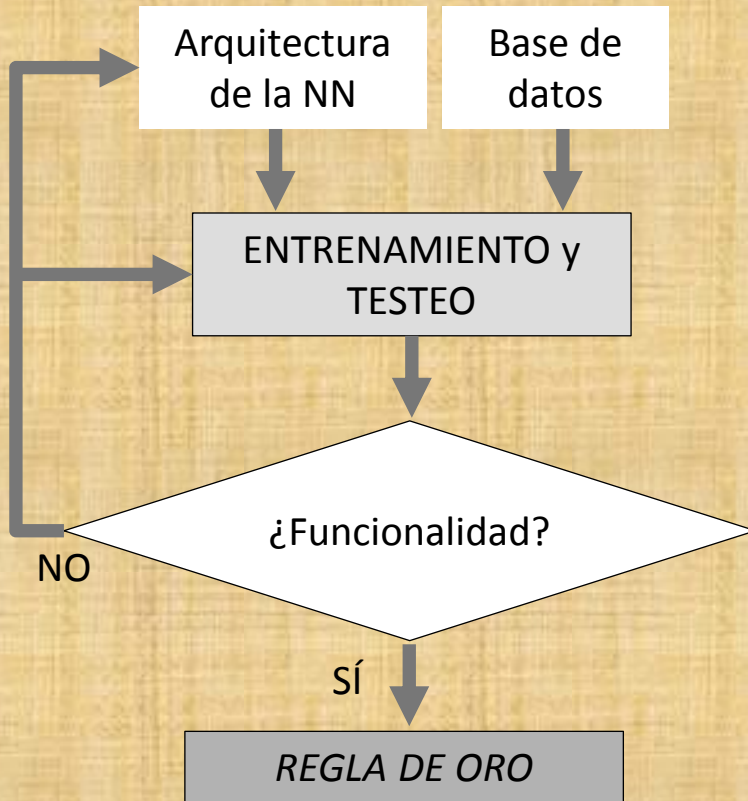 Arquitectura
de la NN
Base de
datos
ENTRENAMIENTO y
TESTEO
¿Funcionalidad?
NO
SÍ
REGLA DE ORO